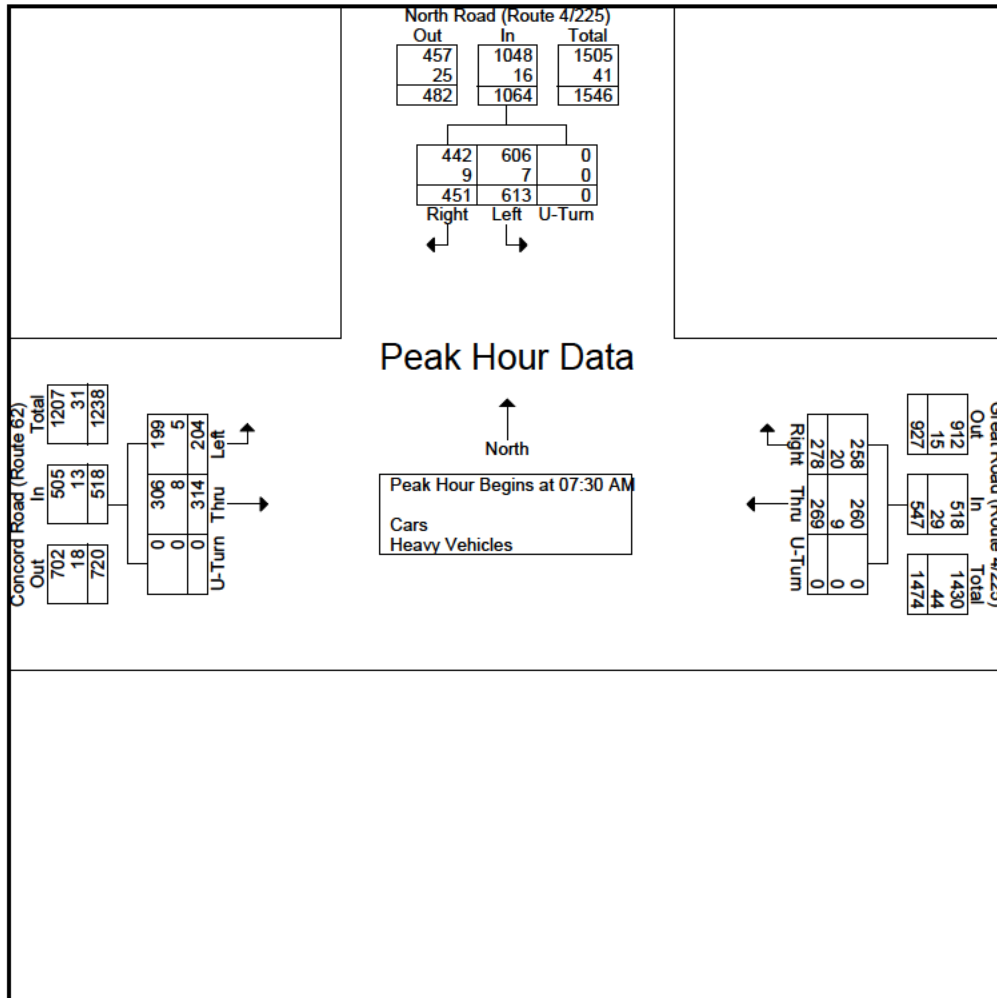 North Road (Route 4/225)
Out In Total
457 1048 1505
25 16 41
482 1064 1546
442 606 0
9 7 0
451 613 0
Right Left U-Turn
Peak Hour Data
North
Peak Hour Begins at 07:30 AM
Cars
Heavy Vehicles
Concord Road (Route 62)
Out In Total
702 505 1207
18 13 31
720 518 1238
U-Turn Thru Left
0 306 199
0 8 5
0 314 204
Great Road (Route 4/225)
Out In Total
912 518 1430
15 29 44
927 547 1474
258 260 0
20 9 0
278 269 0
Right Thru U-Turn